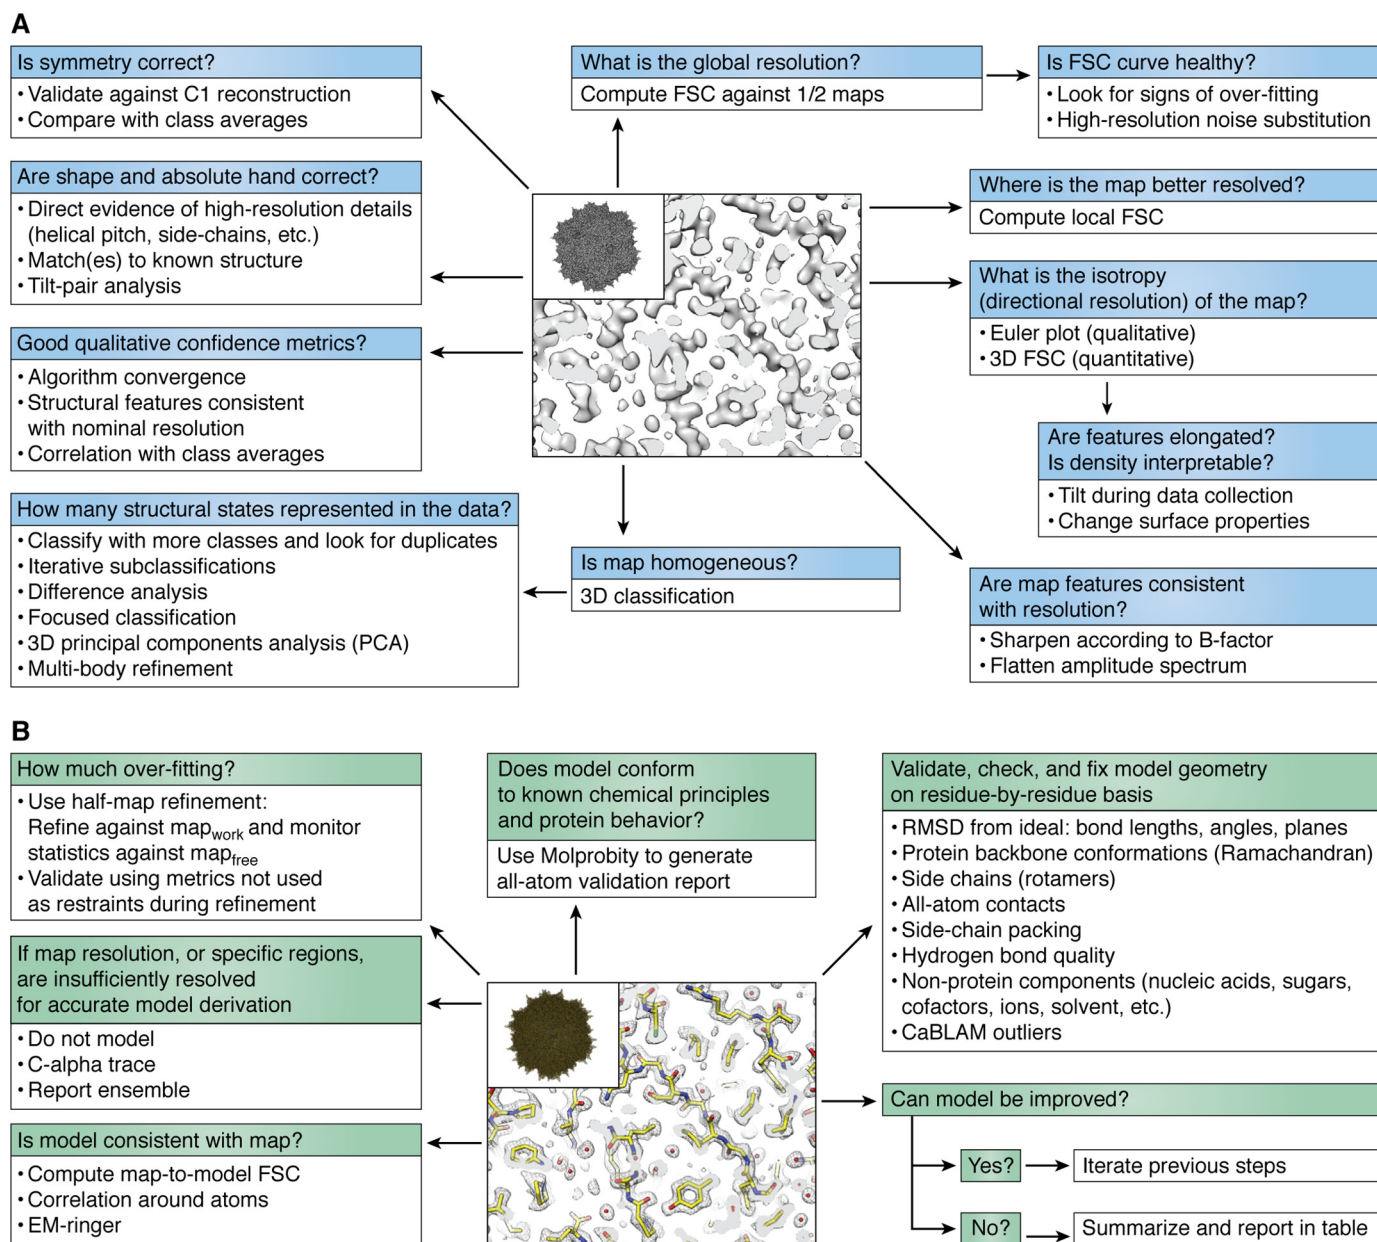 A
Is symmetry correct?
• Validate against C1 reconstruction
• Compare with class averages
Are shape and absolute hand correct?
• Direct evidence of high-resolution details
(helical pitch, side-chains, etc.)
• Match(es) to known structure
• Tilt-pair analysis
Good qualitative confidence metrics?
• Algorithm convergence
• Structural features consistent
with nominal resolution
• Correlation with class averages
How many structural states represented in the data?
• Classify with more classes and look for duplicates
• Iterative subclassifications
• Difference analysis
• Focused classification
• 3D principal components analysis (PCA)
• Multi-body refinement
What is the global resolution?
Compute FSC against 1/2 maps
Is map homogeneous?
3D classification
Is FSC curve healthy?
• Look for signs of over-fitting
• High-resolution noise substitution
Where is the map better resolved?
Compute local FSC
What is the isotropy
(directional resolution) of the map?
• Euler plot (qualitative)
• 3D FSC (quantitative)
Are features elongated?
Is density interpretable?
• Tilt during data collection
• Change surface properties
Are map features consistent
with resolution?
• Sharpen according to B-factor
• Flatten amplitude spectrum
B
How much over-fitting?
• Use half-map refinement:
Refine against mapwork and monitor
statistics against mapfree
• Validate using metrics not used
as restraints during refinement
If map resolution, or specific regions,
are insufficiently resolved
for accurate model derivation
• Do not model
• C-alpha trace
• Report ensemble
Is model consistent with map?
• Compute map-to-model FSC
• Correlation around atoms
• EM-ringer
Does model conform
to known chemical principles
and protein behavior?
Use Molprobity to generate
all-atom validation report
Validate, check, and fix model geometry
on residue-by-residue basis
• RMSD from ideal: bond lengths, angles, planes
• Protein backbone conformations (Ramachandran)
• Side chains (rotamers)
• All-atom contacts
• Side-chain packing
• Hydrogen bond quality
• Non-protein components (nucleic acids, sugars,
cofactors, ions, solvent, etc.)
• CaBLAM outliers
Can model be improved?
Yes?
Iterate previous steps
No?
Summarize and report in table